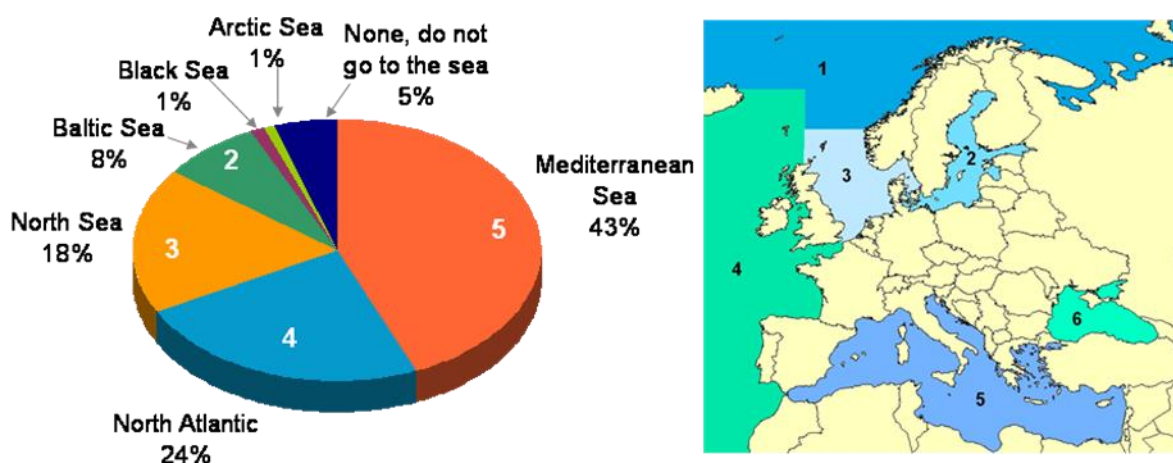 Arctic Sea
1%
None, do not
go to the sea
5%
Black Sea
1%
Baltic Sea
8%
2
Mediterranean
Sea
43%
5
North Sea
18%
3
4
North Atlantic
24%
1
2
3
4
6
5